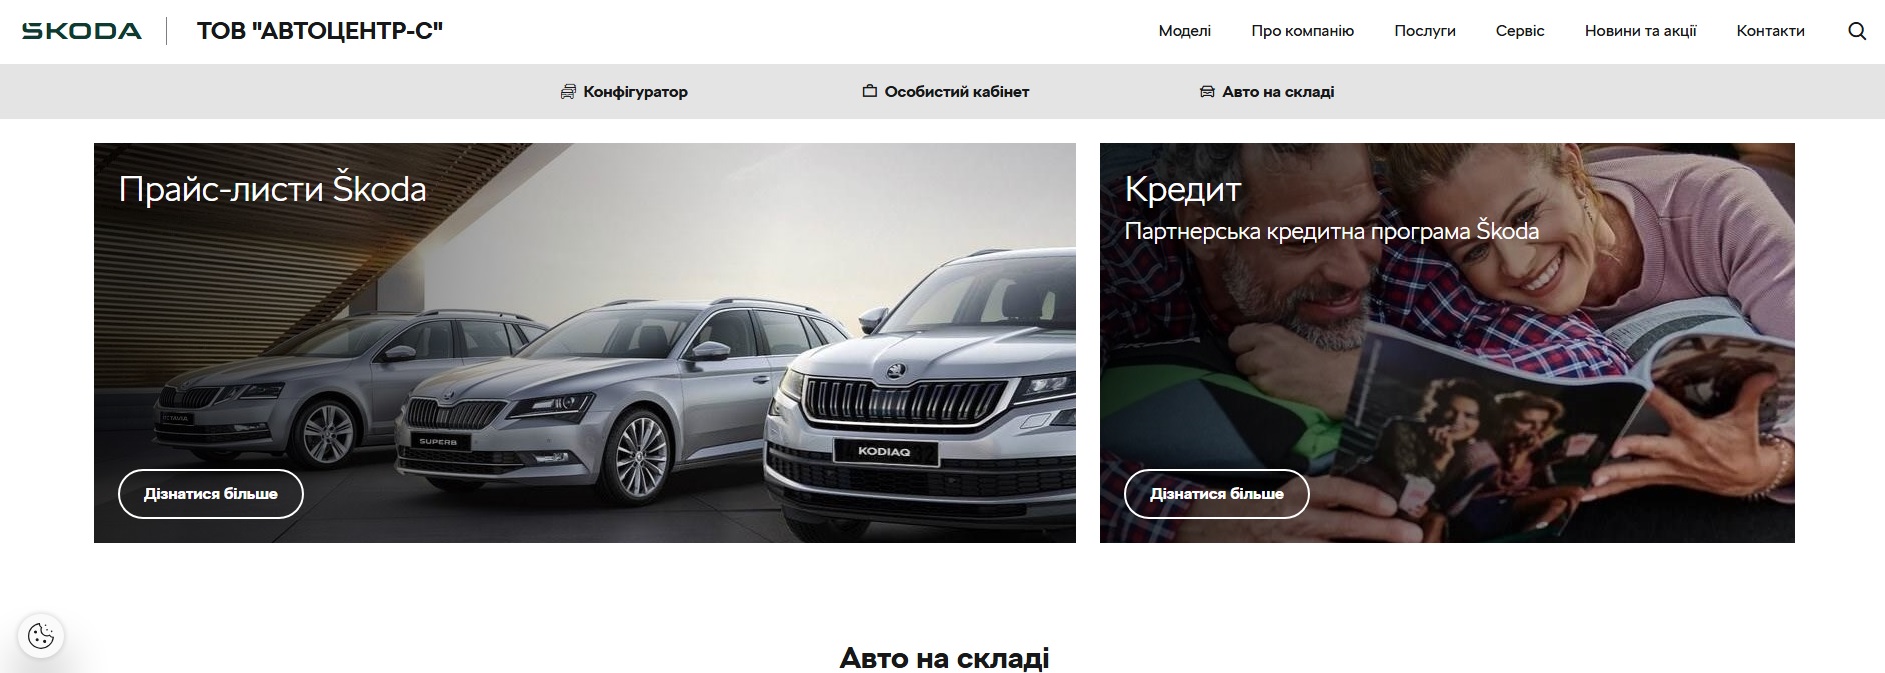 ŠKODA
ТОВ "АВТОЦЕНТР-С"
Моделі Про компанію Послуги Сервіс Новини та акції Контакти
Конфігуратор Особистий кабінет Авто на складі
Прайс-листи Škoda
OCTAVIA
SUPERB
KODIAQ
Дізнатися більше
Кредит
Партнерська кредитна програма Škoda
Дізнатися більше
Авто на складі